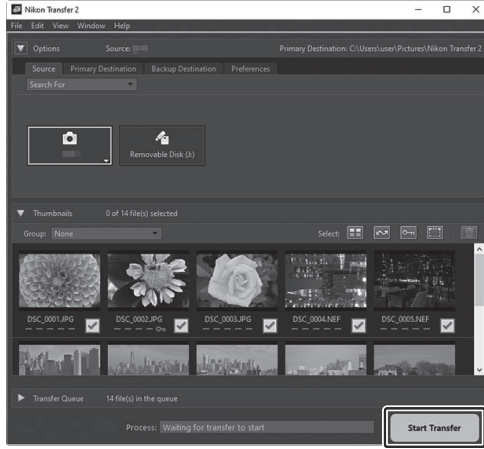 Nikon Transfer 2
File Edit View Window Help
Options Source: Primary Destination: C:\Users\user\Pictures\Nikon Transfer 2
Source Primary Destination Backup Destination Preferences
Search For
Removable Disk (J:)
Thumbnails 0 of 14 file(s) selected
Group: None Select:
DSC_0001.JPG DSC_0002.JPG DSC_0003.JPG DSC_0004.NEF DSC_0005.NEF
Transfer Queue 14 file(s) in the queue
Process: Waiting for transfer to start Start Transfer